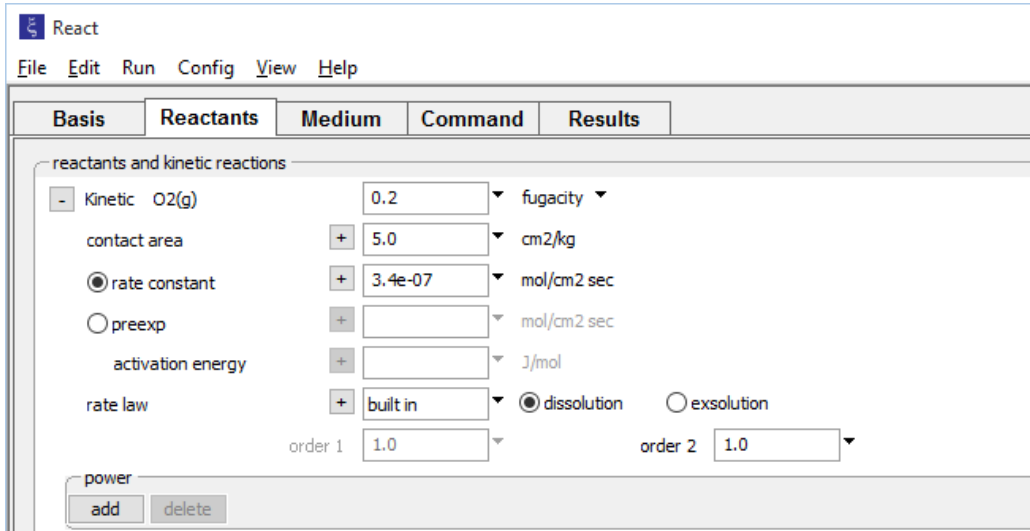 ξ React
File Edit Run Config View Help
Basis Reactants Medium Command Results
reactants and kinetic reactions
- Kinetic O2(g) 0.2 fugacity
contact area + 5.0 cm2/kg
rate constant + 3.4e-07 mol/cm2 sec
preexp + mol/cm2 sec
activation energy + J/mol
rate law + built in dissolution exsolution
order 1 1.0 order 2 1.0
power
add delete